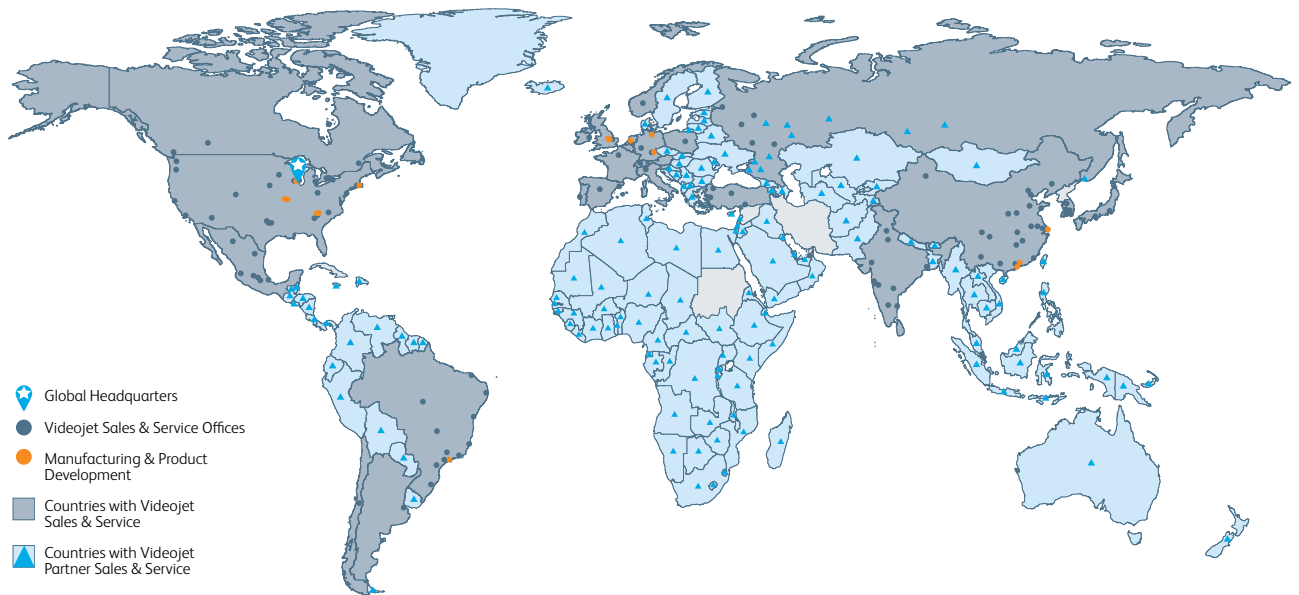 Global Headquarters
Videojet Sales & Service Offices
Manufacturing & Product
Development
Countries with Videojet
Sales & Service
Countries with Videojet
Partner Sales & Service